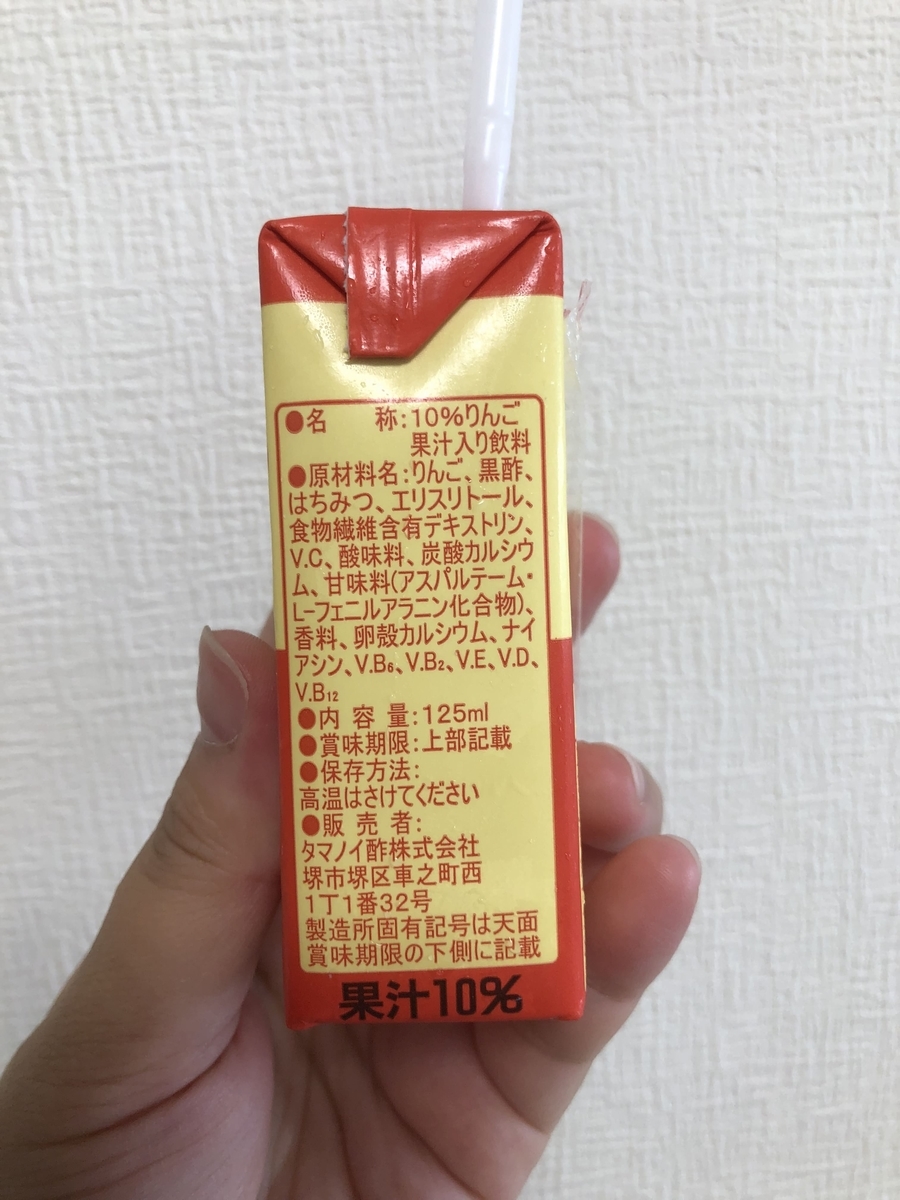 ●名　　称:10%りんご
果汁入り飲料
●原材料名:りんご、黒酢、
はちみつ、エリスリトール、
食物繊維含有デキストリン、
V.C、酸味料、炭酸カルシウ
ム、甘味料(アスパルテーム・
L-フェニルアラニン化合物)、
香料、卵殻カルシウム、ナイ
アシン、V.B₆、V.B₂、V.E、V.D、
V.B₁₂
●内 容 量:125ml
●賞味期限:上部記載
●保存方法:
高温はさけてください
●販 売 者:
タマノイ酢株式会社
堺市堺区車之町西
1丁1番32号
製造所固有記号は天面
賞味期限の下側に記載
果汁10%